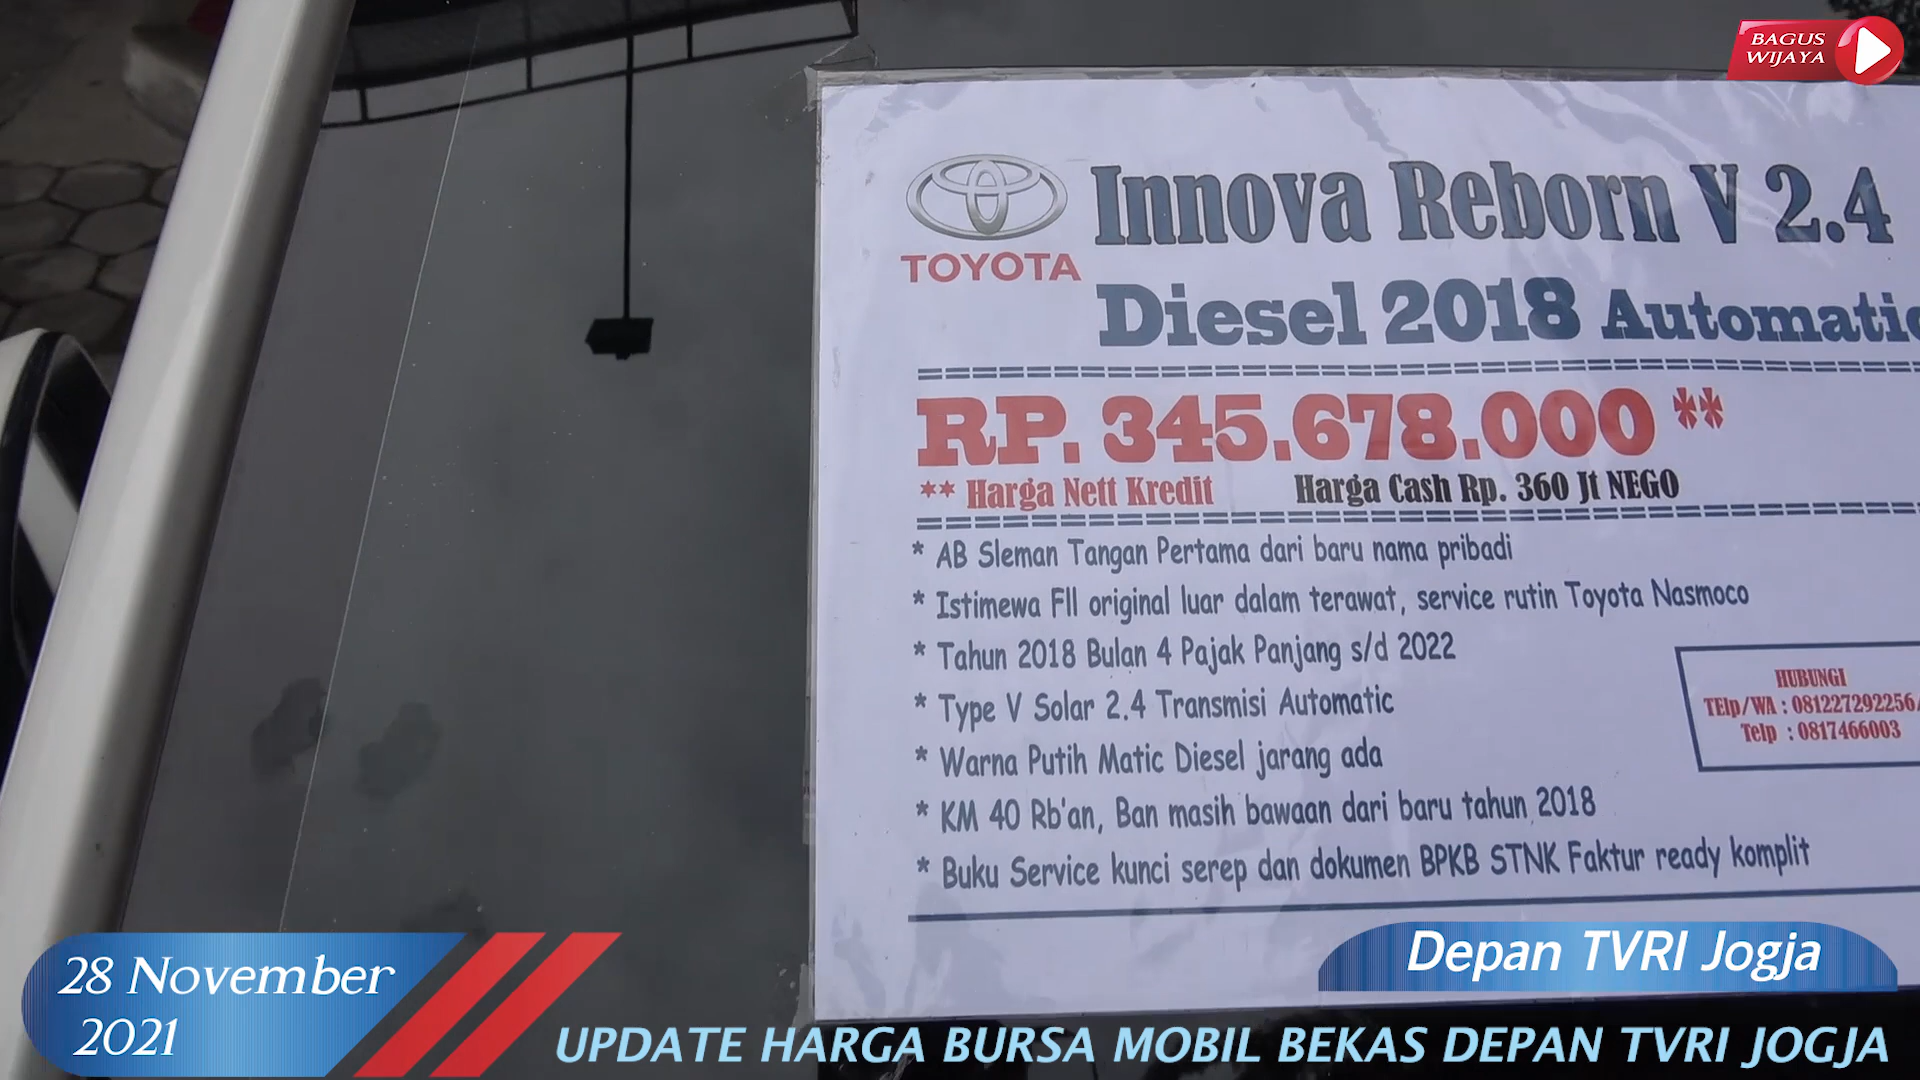 BAGUS
WIJAYA
Innova Reborn V 2.4
TOYOTA
Diesel 2018 Automatic
RP. 345.678.000 **
** Harga Nett Kredit Harga Cash Rp. 360 Jt NEGO
* AB Sleman Tangan Pertama dari baru nama pribadi
* Istimewa Fll original luar dalam terawat, service rutin Toyota Nasmoco
* Tahun 2018 Bulan 4 Pajak Panjang s/d 2022
* Type V Solar 2.4 Transmisi Automatic
* Warna Putih Matic Diesel jarang ada
* KM 40 Rb'an, Ban masih bawaan dari baru tahun 2018
* Buku Service kunci serep dan dokumen BPKB STNK Faktur ready komplit
HUBUNGI
TElp/WA : 081227292256/
Telp : 0817466003
Depan TVRI Jogja
28 November
2021
UPDATE HARGA BURSA MOBIL BEKAS DEPAN TVRI JOGJA